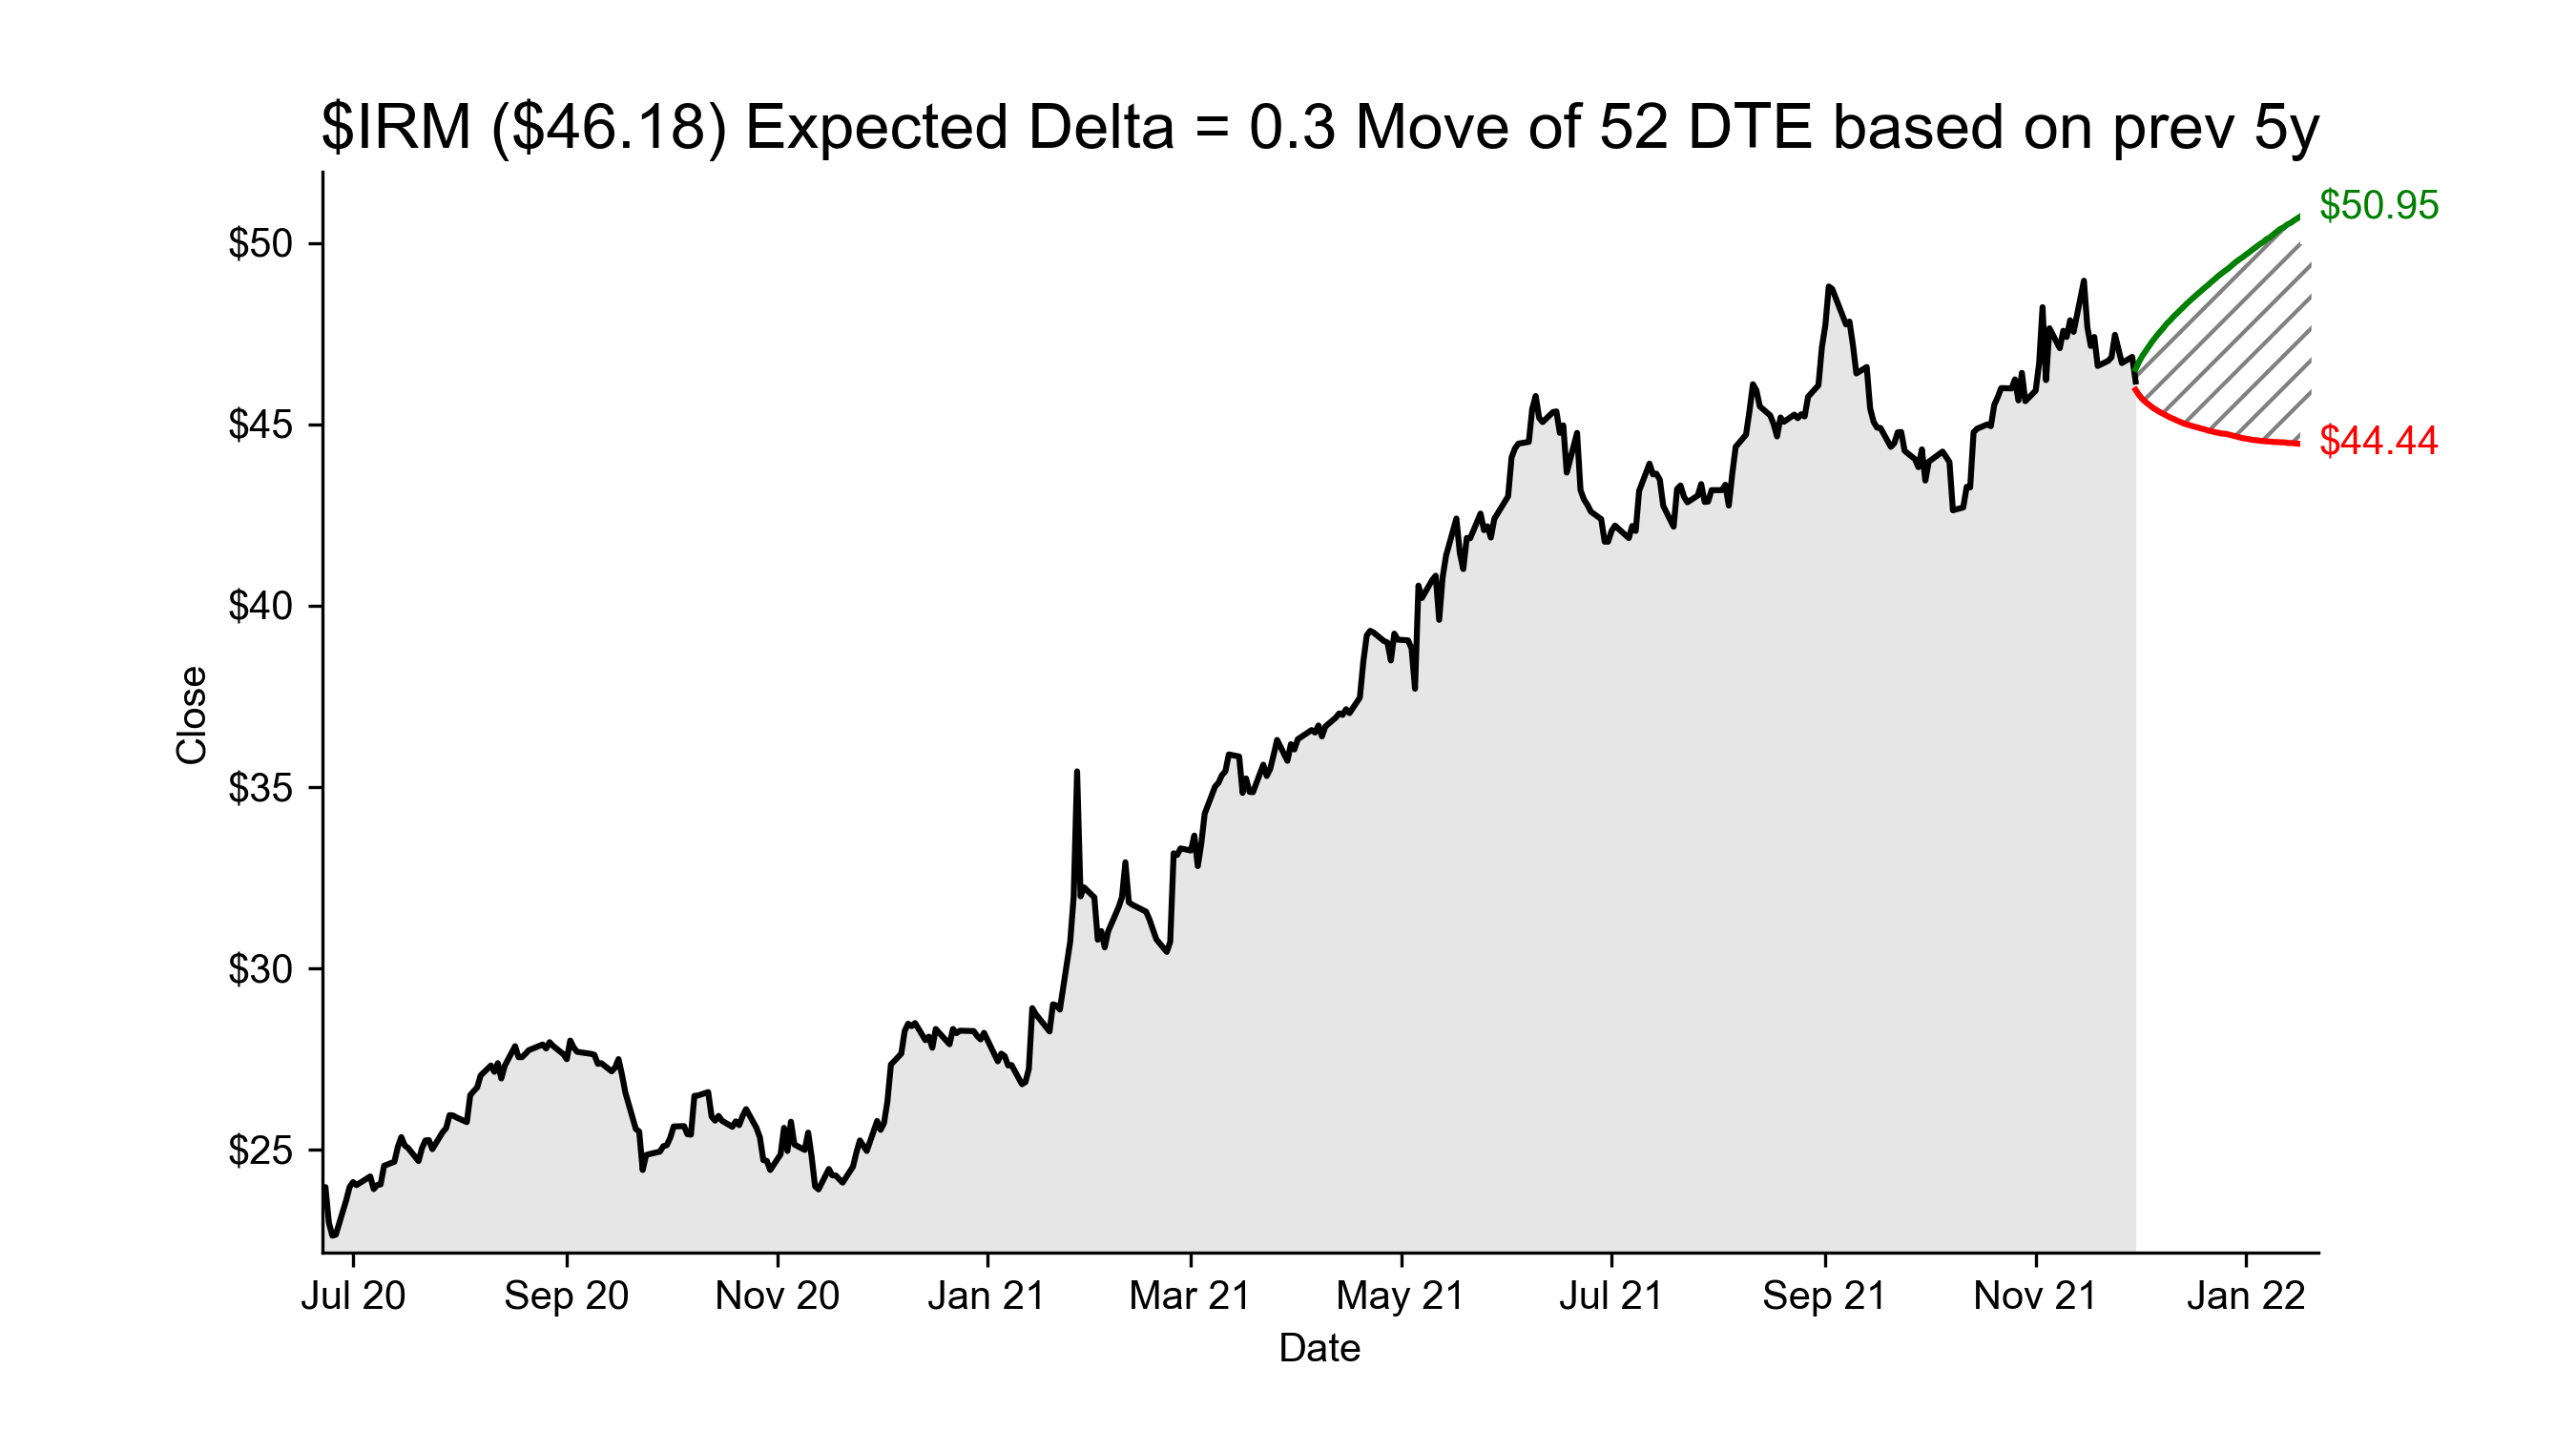 $IRM ($46.18) Expected Delta = 0.3 Move of 52 DTE based on prev 5y
$50.95
$50
$45
$44.44
$40
Close
$35
$30
$25
Jul 20 Sep 20 Nov 20 Jan 21 Mar 21 May 21 Jul 21 Sep 21 Nov 21 Jan 22
Date